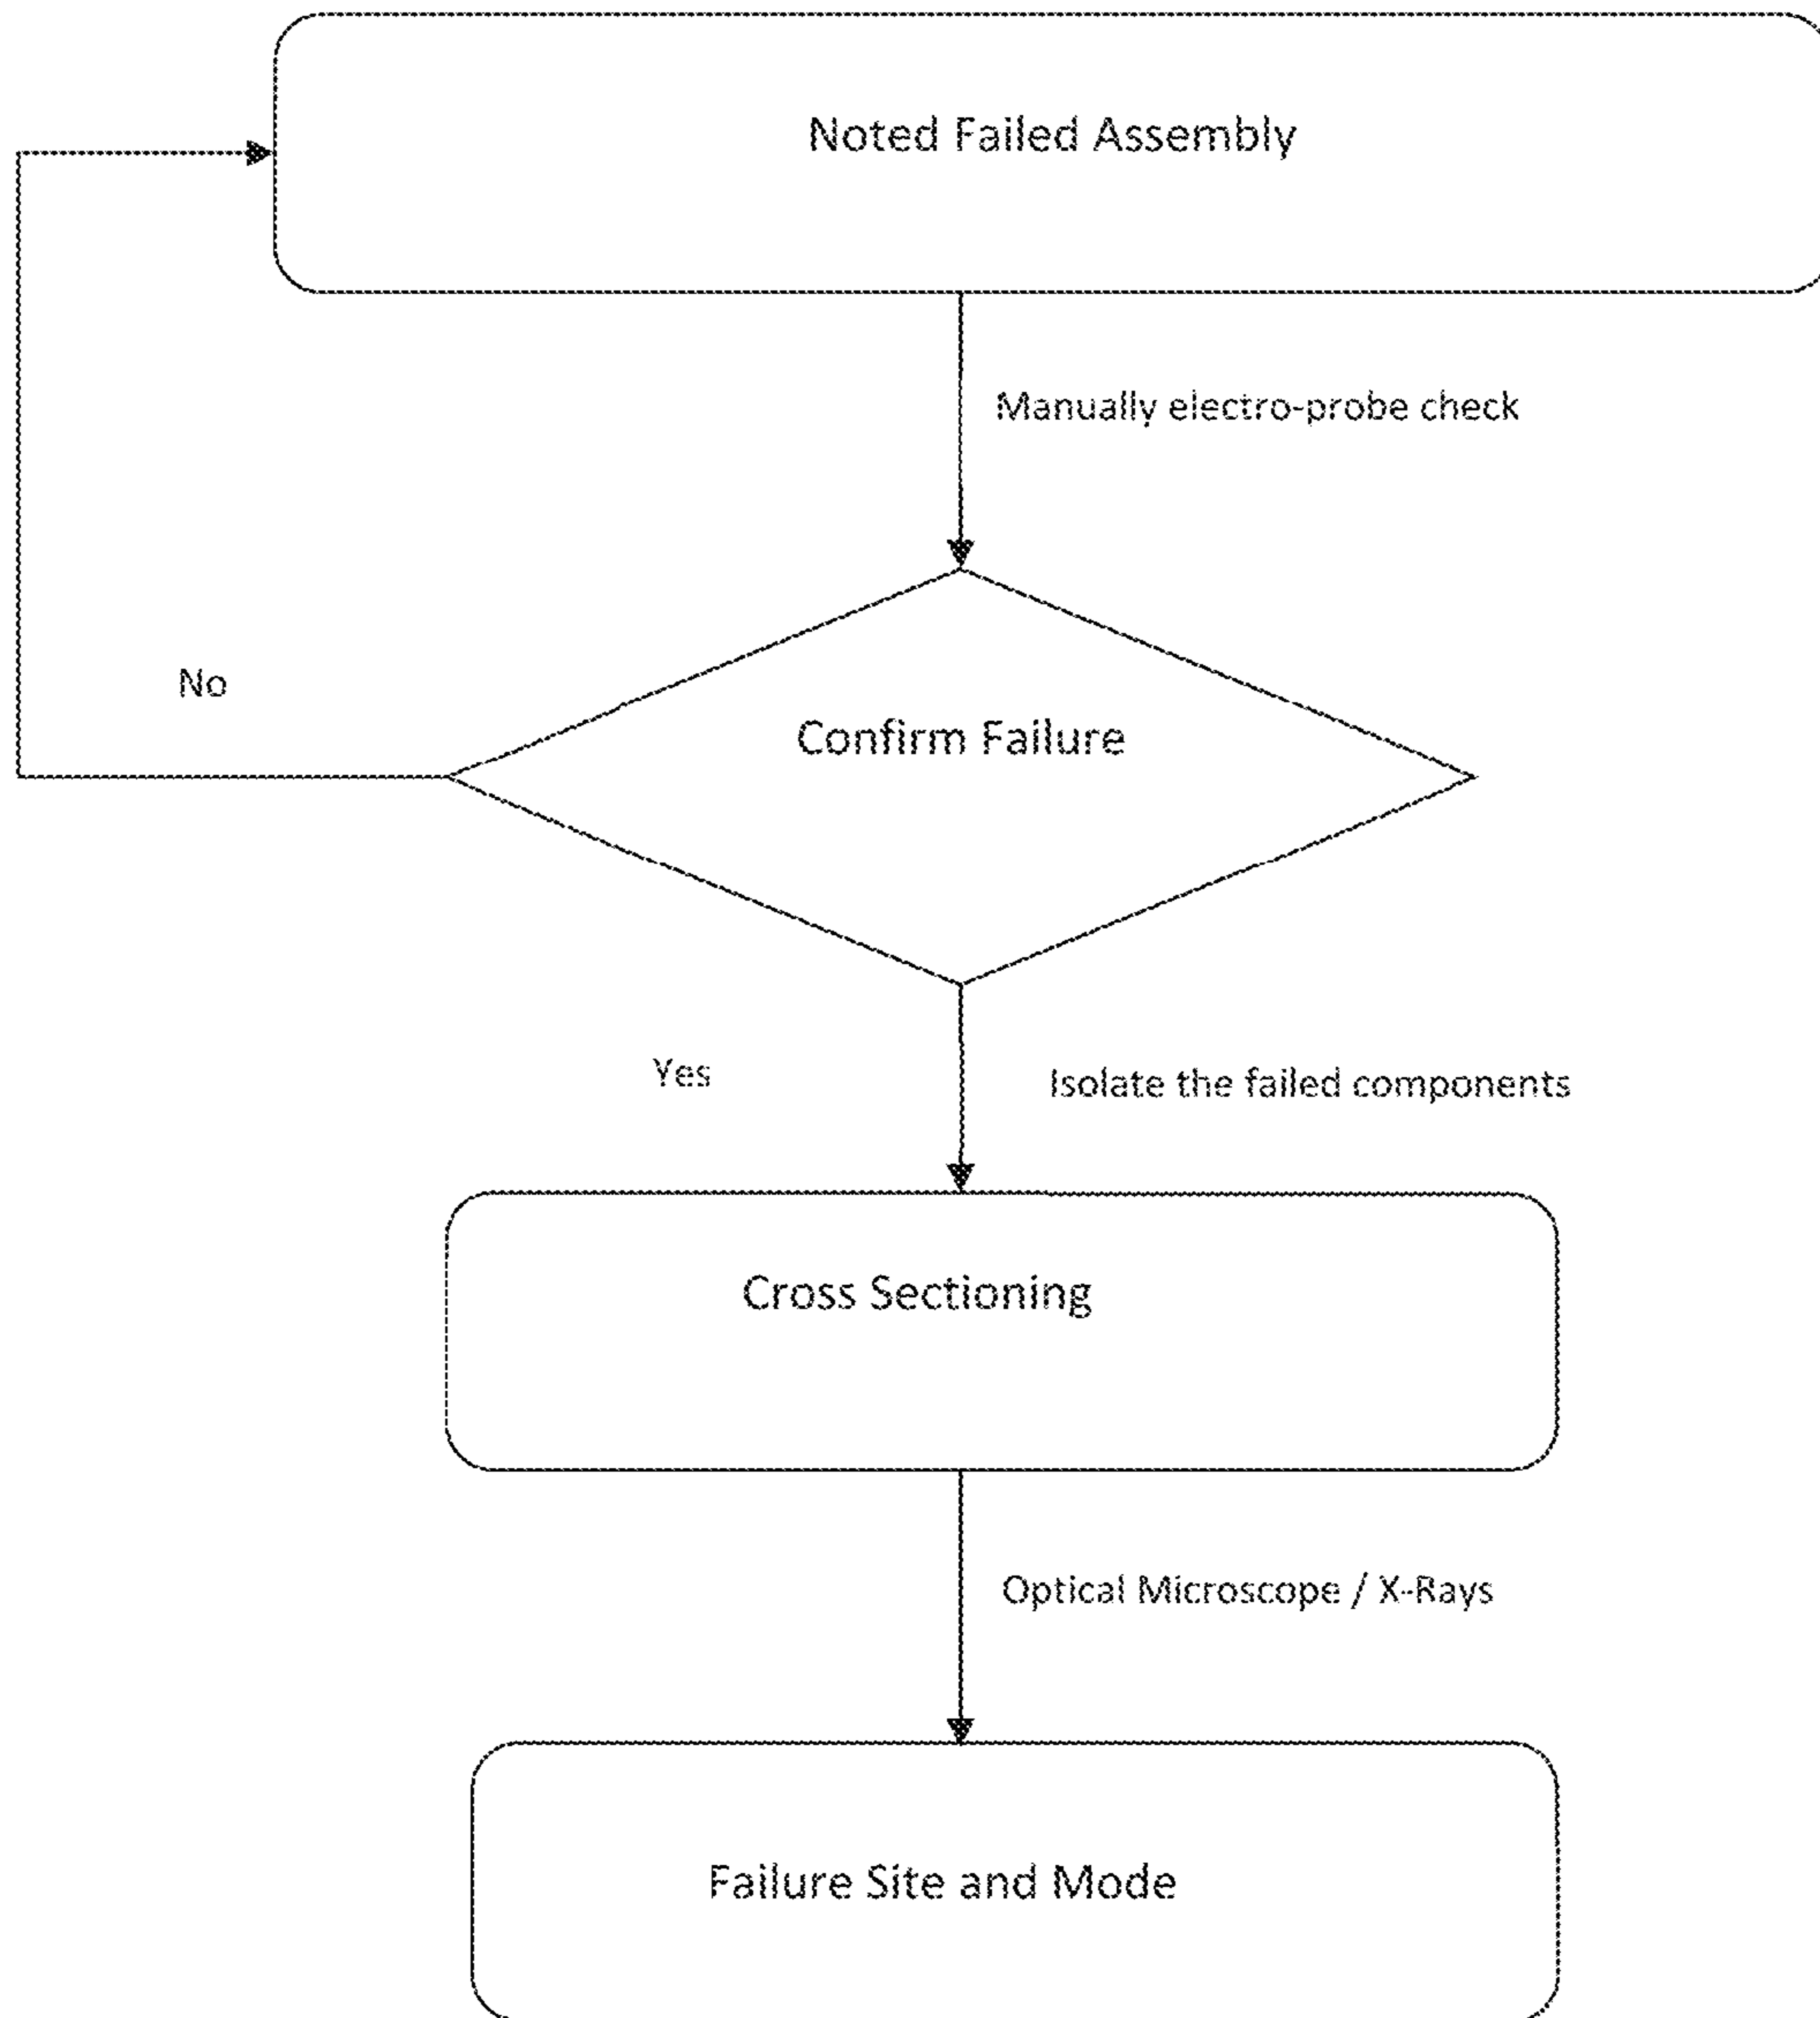 Noted Failed Assembly
Manually electro-probe check
No
Confirm Failure
Yes
Isolate the failed components
Cross Sectioning
Optical Microscope / X-Rays
Failure Site and Mode